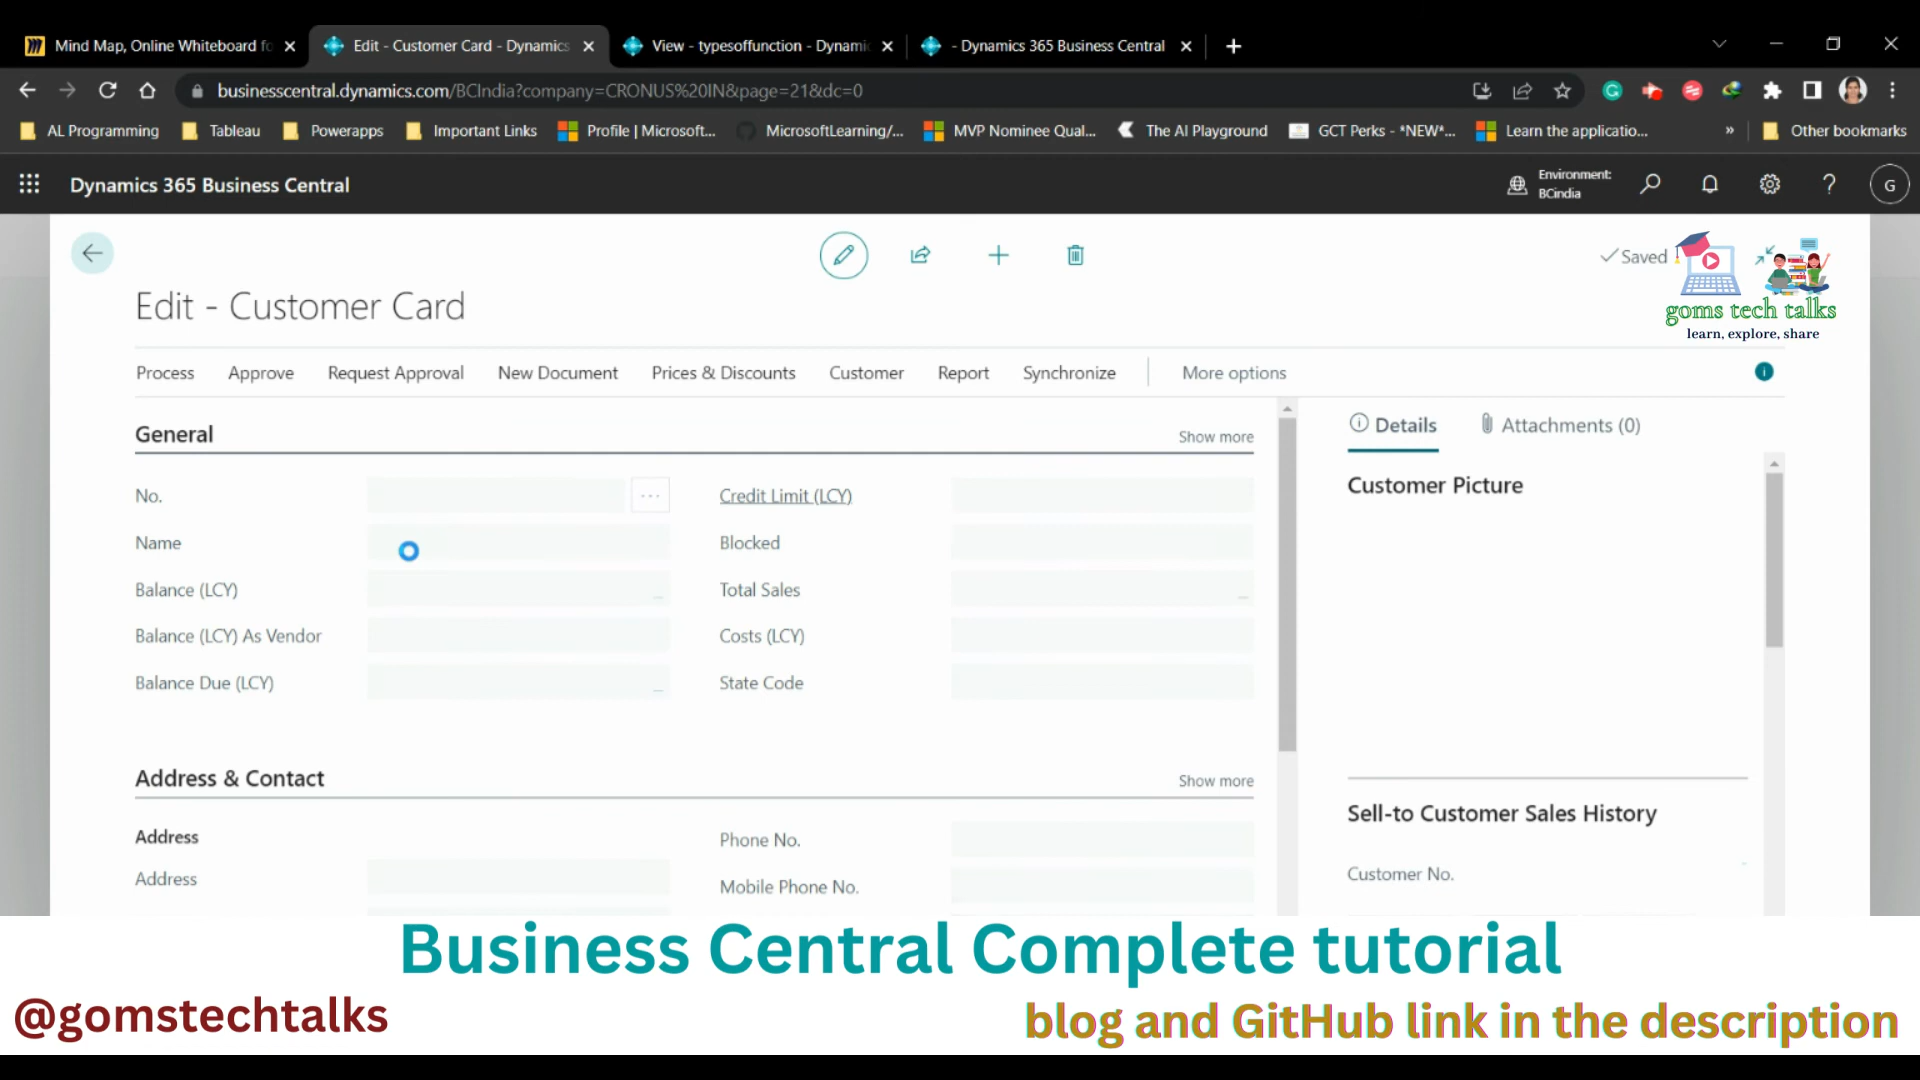 Mind Map, Online Whiteboard fo
Edit - Customer Card - Dynamics
View - typesoffunction - Dynamic
- Dynamics 365 Business Central
businesscentral.dynamics.com/BCIndia?company=CRONUS%20IN&page=21&dc=0
AL Programming
Tableau
Powerapps
Important Links
Profile | Microsoft...
MicrosoftLearning/...
MVP Nominee Qual...
The AI Playground
GCT Perks - *NEW*...
Learn the applicatio...
»
Other bookmarks
Dynamics 365 Business Central
Environment:
BCindia
?
G
Saved
goms tech talks
learn, explore, share
Edit - Customer Card
Process
Approve
Request Approval
New Document
Prices & Discounts
Customer
Report
Synchronize
More options
General
Show more
No.
Name
Balance (LCY)
Balance (LCY) As Vendor
Balance Due (LCY)
Credit Limit (LCY)
Blocked
Total Sales
Costs (LCY)
State Code
Address & Contact
Show more
Address
Address
Phone No.
Mobile Phone No.
Details
Attachments (0)
Customer Picture
Sell-to Customer Sales History
Customer No.
Business Central Complete tutorial
@gomstechtalks
blog and GitHub link in the description